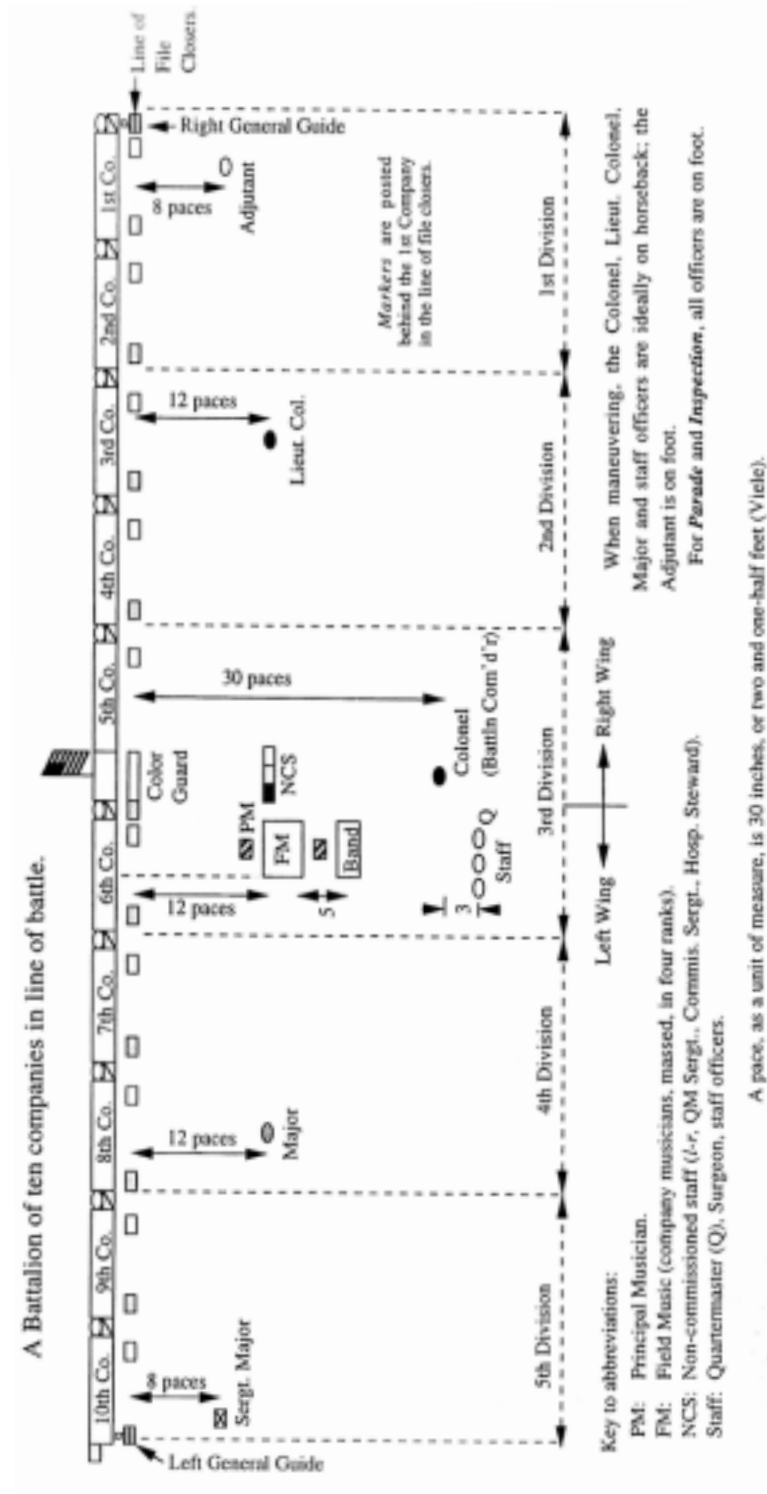 A Battalion of ten companies in line of battle.
10th Co.
9th Co.
8th Co.
7th Co.
6th Co.
5th Co.
4th Co.
3rd Co.
2nd Co.
1st Co.
Line of
File
Closers.
Left General Guide
8 paces
Sergt. Major
12 paces
Major
12 paces
PM
FM
5
Band
Color
Guard
NCS
3
Q
Staff
30 paces
Colonel
(Battln Com'd'r)
12 paces
Lieut. Col.
8 paces
Adjutant
Right General Guide
Markers are posted
behind the 1st Company
in the line of file closers.
5th Division
4th Division
3rd Division
2nd Division
1st Division
Left Wing
Right Wing
Key to abbreviations:
PM: Principal Musician.
FM: Field Music (company musicians, massed, in four ranks).
NCS: Non-commissioned staff (l-r, QM Sergt., Commis. Sergt., Hosp. Steward).
Staff: Quartermaster (Q), Surgeon, staff officers.
When maneuvering, the Colonel, Lieut. Colonel,
Major and staff officers are ideally on horseback; the
Adjutant is on foot.
For Parade and Inspection, all officers are on foot.
A pace, as a unit of measure, is 30 inches, or two and one-half feet (Viele).